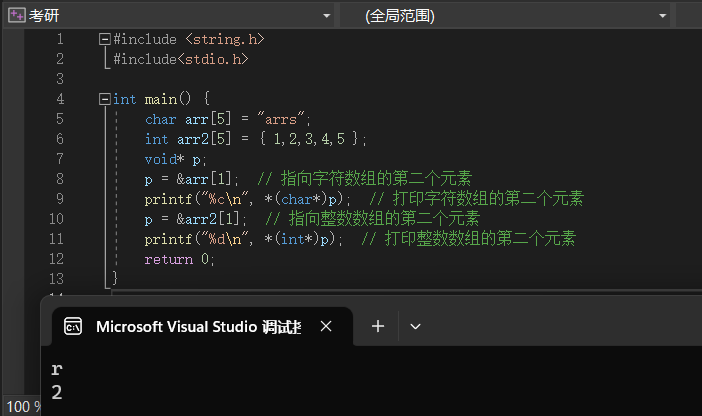 考研
(全局范围)
1 #include <string.h>
2 #include<stdio.h>
3
4 int main() {
5 char arr[5] = "arrs";
6 int arr2[5] = { 1,2,3,4,5 };
7 void* p;
8 p = &arr[1];  // 指向字符数组的第二个元素
9 printf("%c\n", *(char*)p);  // 打印字符数组的第二个元素
10 p = &arr2[1];  // 指向整数数组的第二个元素
11 printf("%d\n", *(int*)p);  // 打印整数数组的第二个元素
12 return 0;
13 }
Microsoft Visual Studio 调试
r
2
100 %